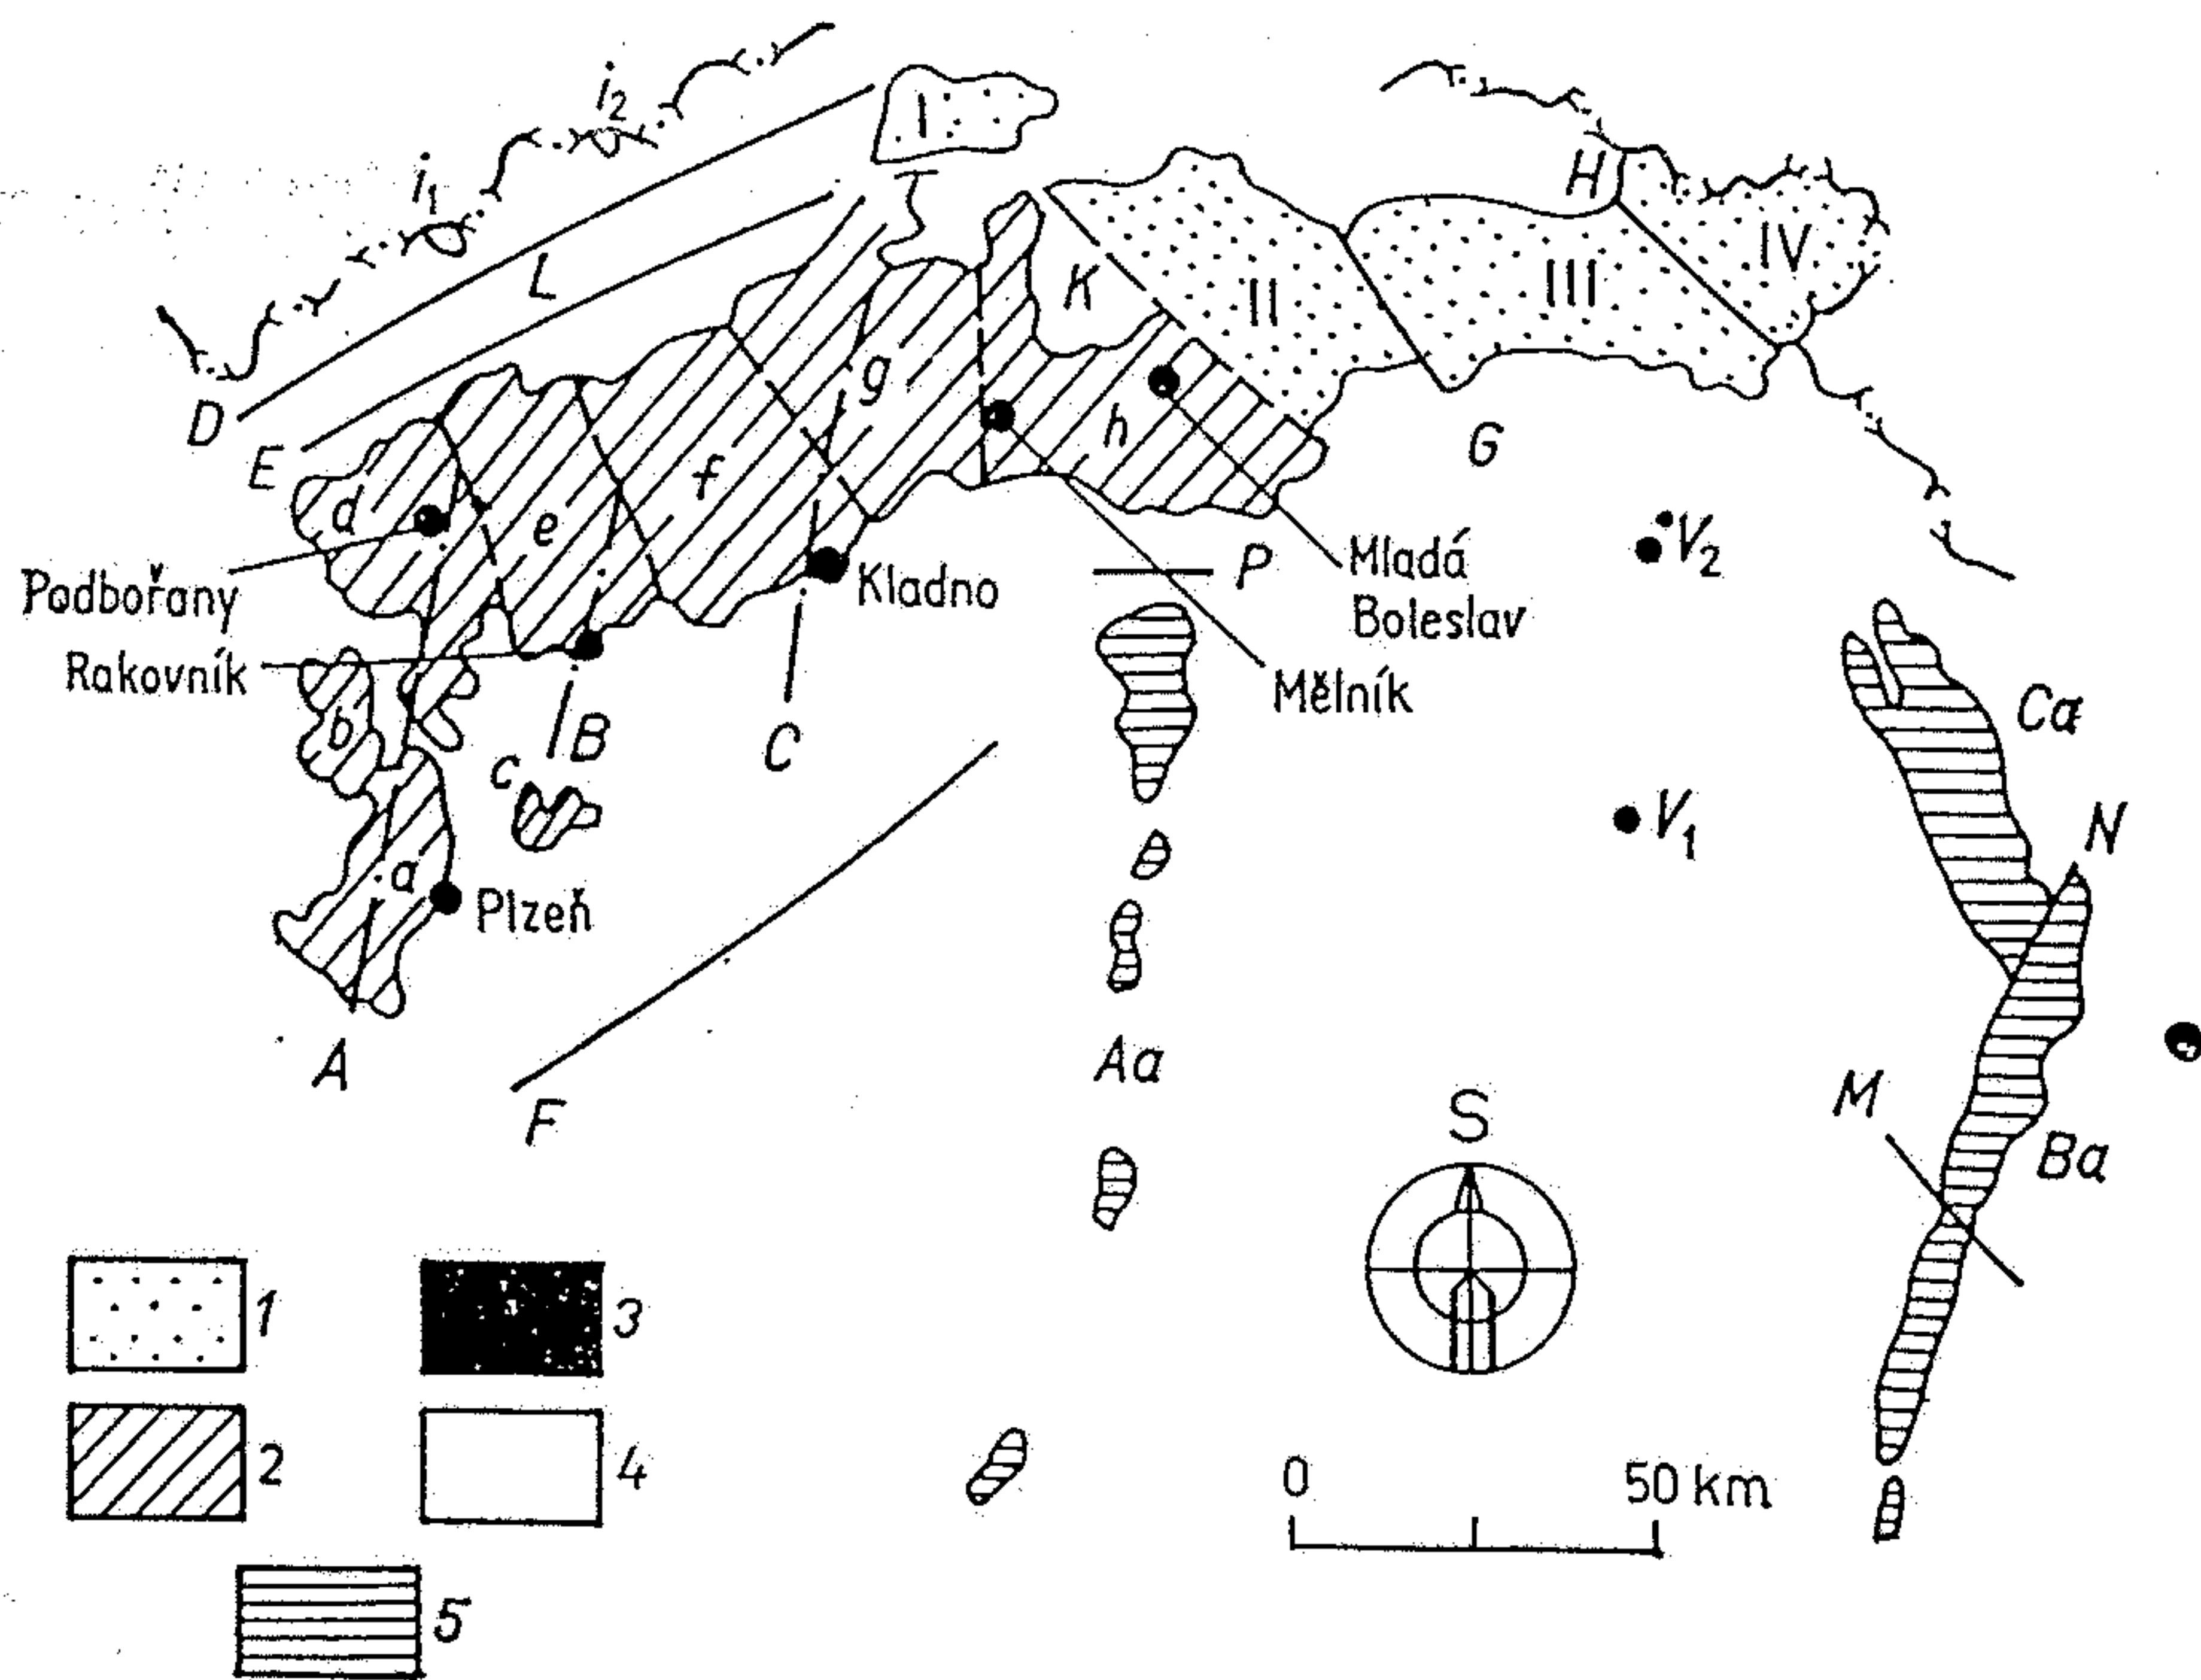 i₂
I
i₁
H
IV
L
K
II
III
g
D
h
G
E
f
d
e
V₂
P
Mladá
Boleslav
Podbořany
Kladno
Rakovník
Mělník
b
B
C
c
Ca
V₁
N
a
Plzeň
A
Aa
F
S
M
Ba
1
3
2
4
0
50 km
5